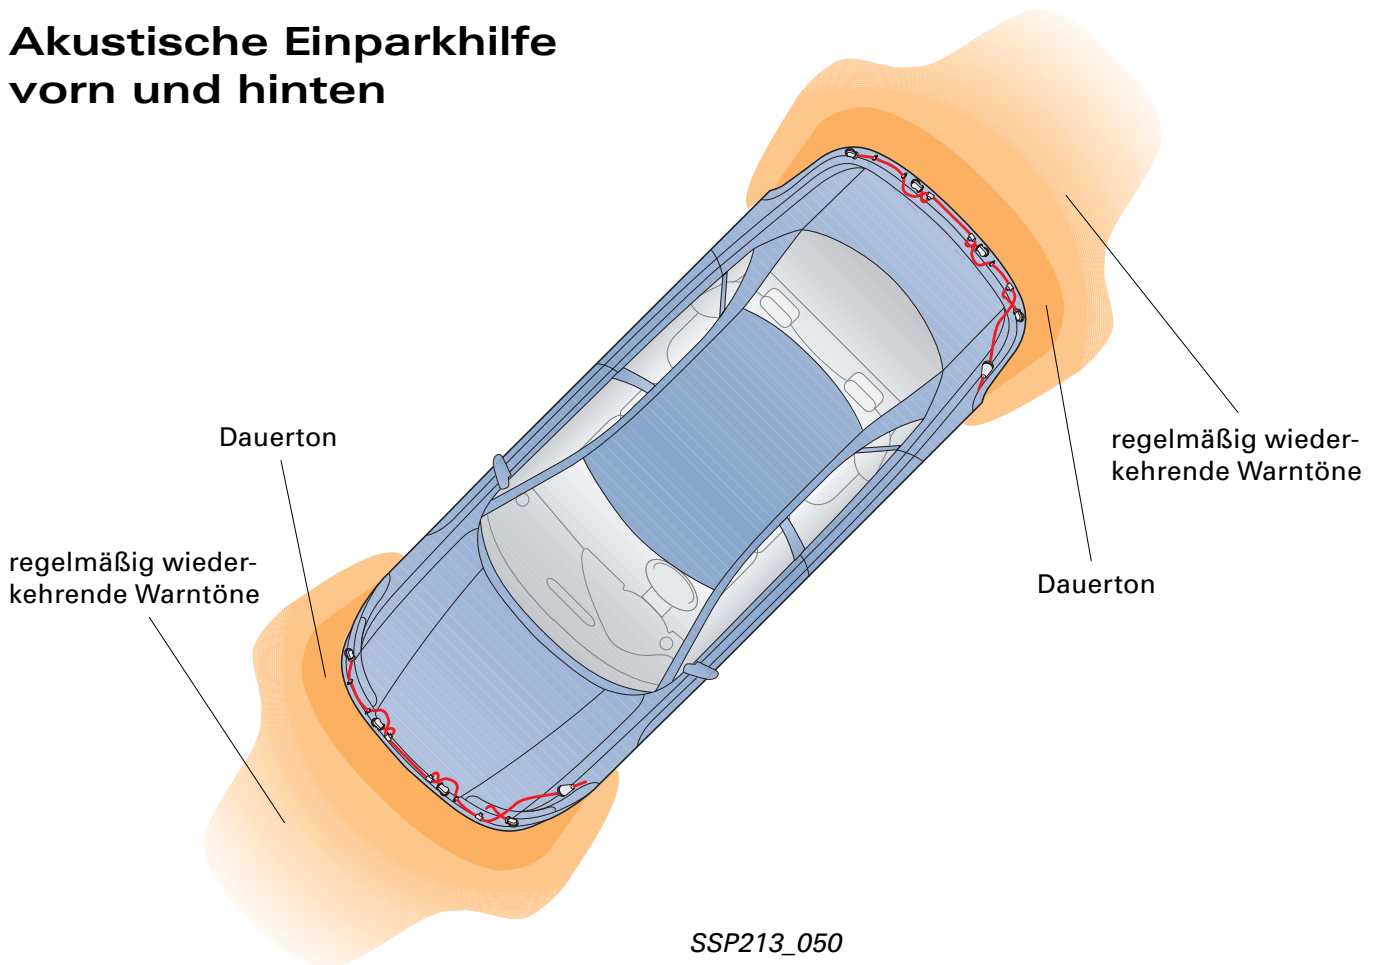 Akustische Einparkhilfe
vorn und hinten
Dauerton
regelmäßig wieder-
kehrende Warntöne
regelmäßig wieder-
kehrende Warntöne
Dauerton
SSP213_050